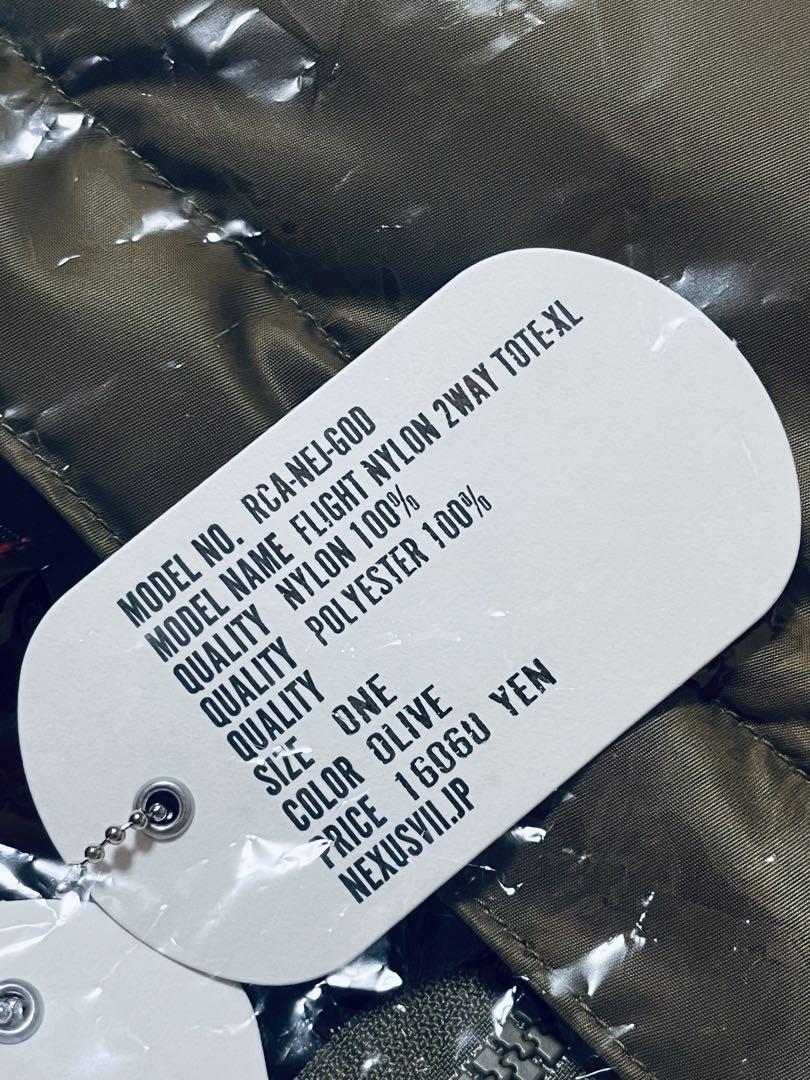 MODEL NO. RCA-NEJ-GOD
MODEL NAME FLIGHT NYLON 2WAY TOTE-XL
QUALITY NYLON 100%
QUALITY POLYESTER 100%
QUALITY
SIZE ONE
COLOR OLIVE
PRICE 16060 YEN
NEXUSVII.JP